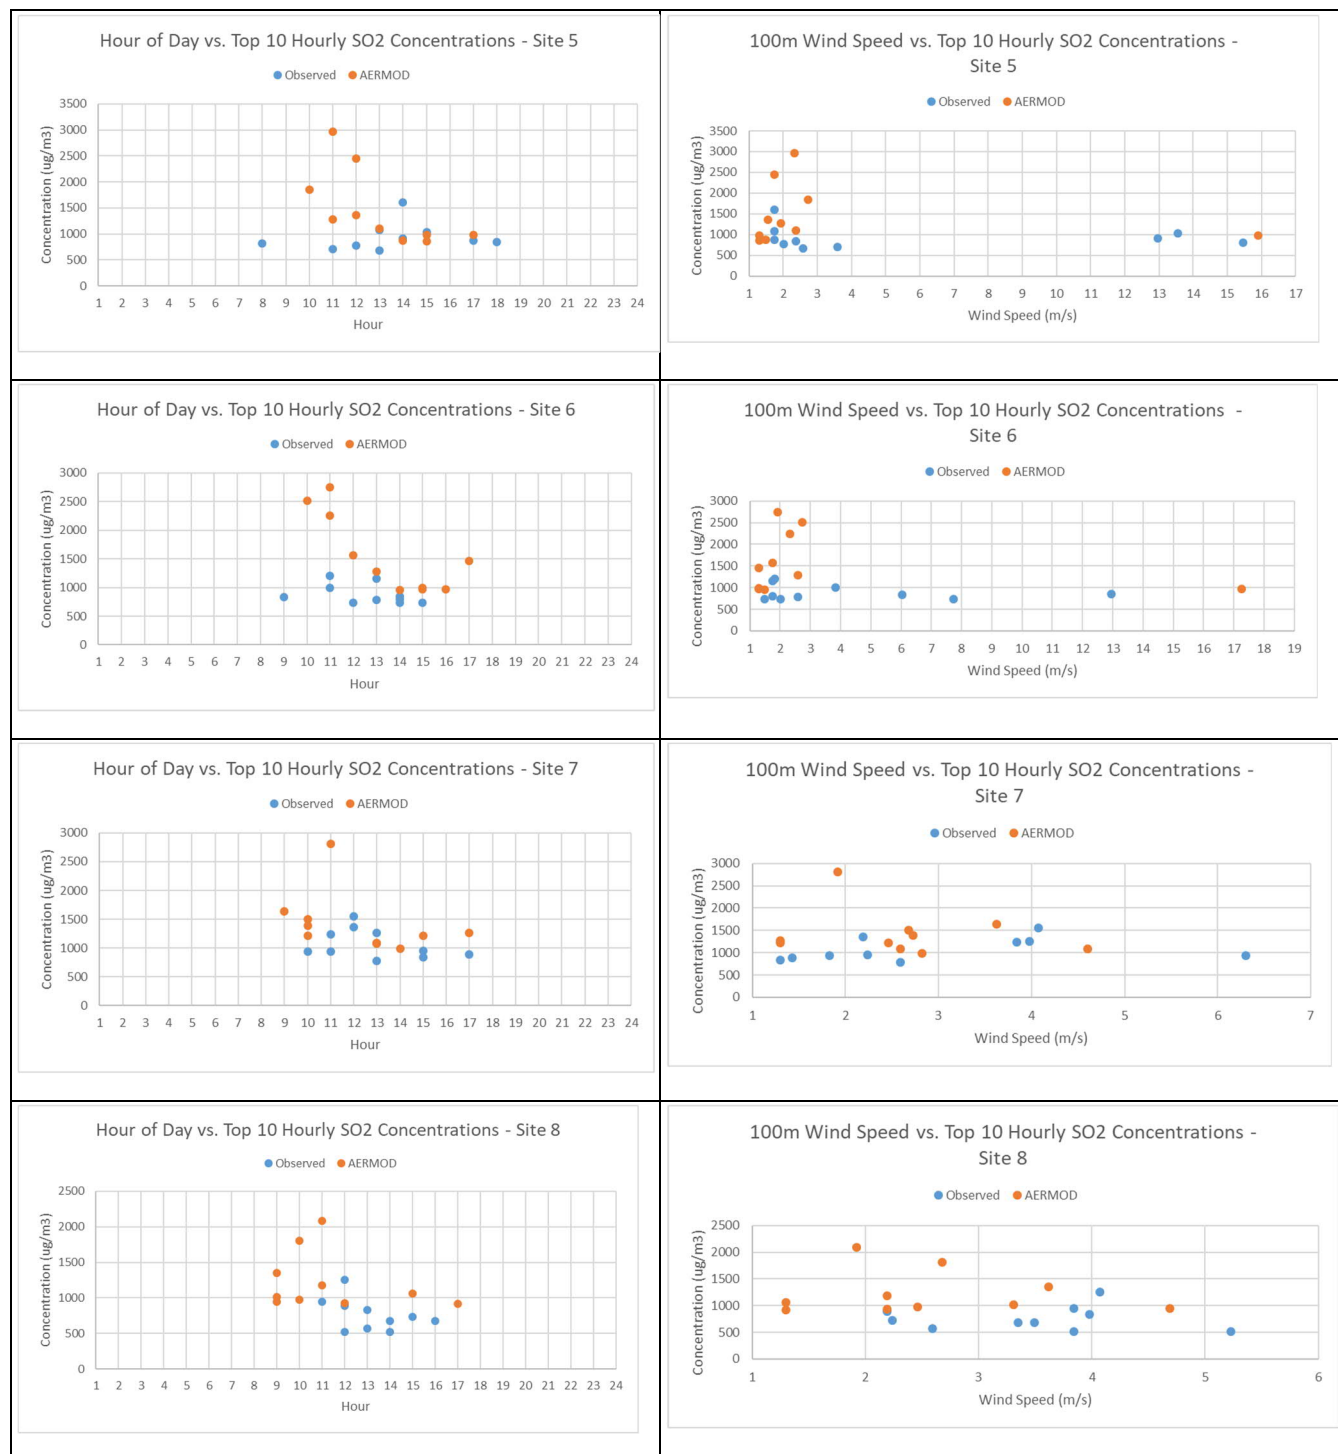 Hour of Day vs. Top 10 Hourly SO2 Concentrations - Site 5
Observed AERMOD
Concentration (ug/m3)
3500
3000
2500
2000
1500
1000
500
0
1 2 3 4 5 6 7 8 9 10 11 12 13 14 15 16 17 18 19 20 21 22 23 24
Hour
100m Wind Speed vs. Top 10 Hourly SO2 Concentrations -
Site 5
Observed AERMOD
Concentration (ug/m3)
3500
3000
2500
2000
1500
1000
500
0
1 2 3 4 5 6 7 8 9 10 11 12 13 14 15 16 17
Wind Speed (m/s)
Hour of Day vs. Top 10 Hourly SO2 Concentrations - Site 6
Observed AERMOD
Concentration (ug/m3)
3000
2500
2000
1500
1000
500
0
1 2 3 4 5 6 7 8 9 10 11 12 13 14 15 16 17 18 19 20 21 22 23 24
Hour
100m Wind Speed vs. Top 10 Hourly SO2 Concentrations -
Site 6
Observed AERMOD
Concentration (ug/m3)
3000
2500
2000
1500
1000
500
0
1 2 3 4 5 6 7 8 9 10 11 12 13 14 15 16 17 18 19
Wind Speed (m/s)
Hour of Day vs. Top 10 Hourly SO2 Concentrations - Site 7
Observed AERMOD
Concentration (ug/m3)
3000
2500
2000
1500
1000
500
0
1 2 3 4 5 6 7 8 9 10 11 12 13 14 15 16 17 18 19 20 21 22 23 24
Hour
100m Wind Speed vs. Top 10 Hourly SO2 Concentrations -
Site 7
Observed AERMOD
Concentration (ug/m3)
3000
2500
2000
1500
1000
500
0
1 2 3 4 5 6 7
Wind Speed (m/s)
Hour of Day vs. Top 10 Hourly SO2 Concentrations - Site 8
Observed AERMOD
Concentration (ug/m3)
2500
2000
1500
1000
500
0
1 2 3 4 5 6 7 8 9 10 11 12 13 14 15 16 17 18 19 20 21 22 23 24
Hour
100m Wind Speed vs. Top 10 Hourly SO2 Concentrations -
Site 8
Observed AERMOD
Concentration (ug/m3)
2500
2000
1500
1000
500
0
1 2 3 4 5 6
Wind Speed (m/s)